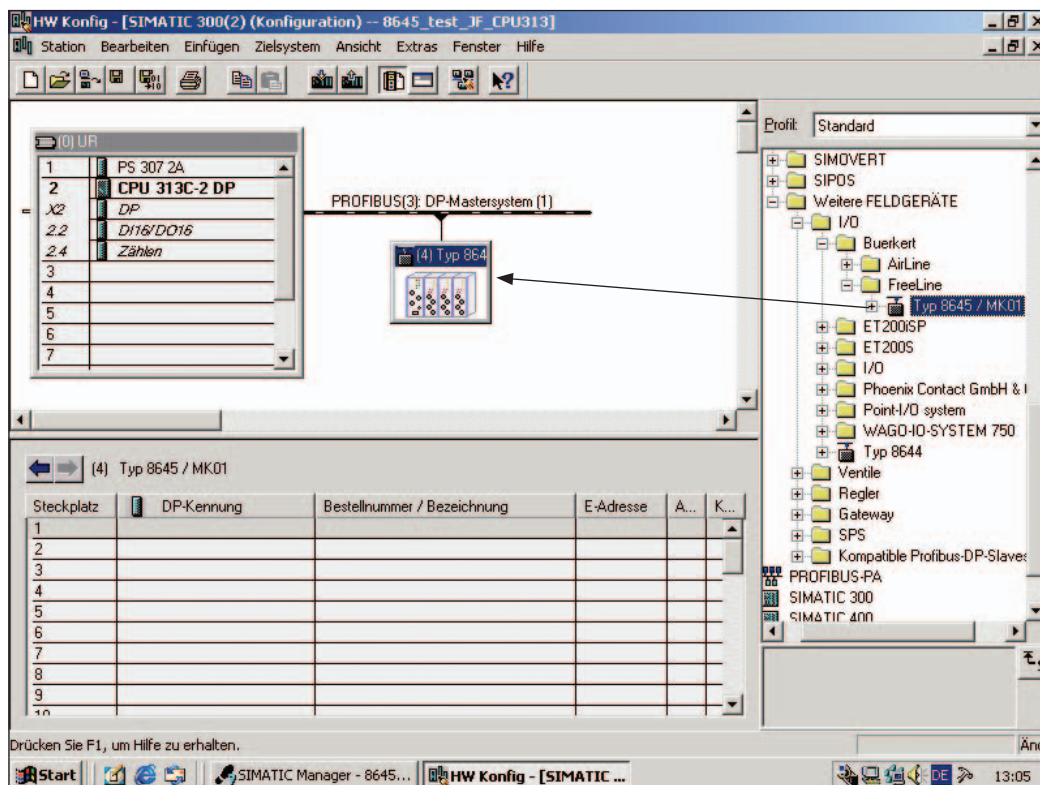 HW Konfig - [SIMATIC 300(2) (Konfiguration) -- 8645_test_JF_CPU313]
Station Bearbeiten Einfügen Zielsystem Ansicht Extras Fenster Hilfe
(0) UR
1 PS 307 2A
2 CPU 313C-2 DP
X2 DP
2.2 DI16/DO16
2.4 Zählen
3
4
5
6
7
PROFIBUS(3): DP-Mastersystem (1)
(4) Typ 864
Profil: Standard
SIMOVERT
SIPOS
Weitere FELDGERÄTE
I/O
Buerkert
AirLine
FreeLine
Typ 8645 / MK01
ET200iSP
ET200S
I/O
Phoenix Contact GmbH &
Point-I/O system
WAGO-IO-SYSTEM 750
Typ 8644
Ventile
Regler
Gateway
SPS
Kompatible Profibus-DP-Slaves
PROFIBUS-PA
SIMATIC 300
SIMATIC 400
(4) Typ 8645 / MK01
Steckplatz DP-Kennung Bestellnummer / Bezeichnung E-Adresse A... K...
1
2
3
4
5
6
7
8
9
10
Drücken Sie F1, um Hilfe zu erhalten.
Änd
Start SIMATIC Manager - 8645... HW Konfig - [SIMATIC ... DE 13:05